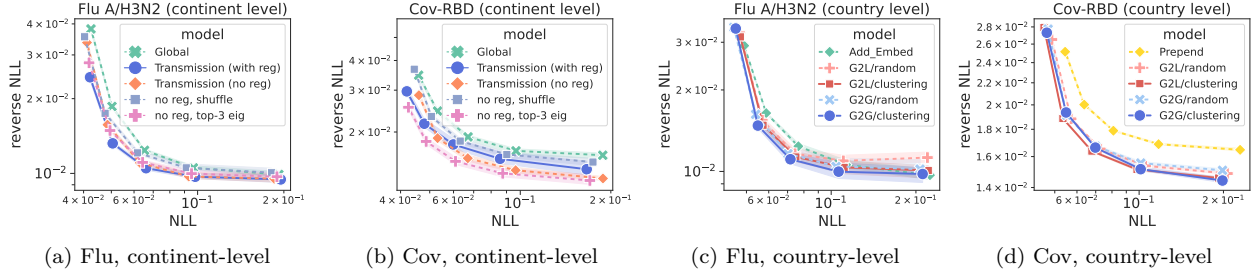 Flu A/H3N2 (continent level)
reverse NLL
4 × 10⁻²
3 × 10⁻²
2 × 10⁻²
10⁻²
model
Global
Transmission (with reg)
Transmission (no reg)
no reg, shuffle
no reg, top-3 eig
4 × 10⁻² 6 × 10⁻² 10⁻¹ 2 × 10⁻¹
NLL
(a) Flu, continent-level
Cov-RBD (continent level)
reverse NLL
4 × 10⁻²
3 × 10⁻²
2 × 10⁻²
model
Global
Transmission (with reg)
Transmission (no reg)
no reg, shuffle
no reg, top-3 eig
4 × 10⁻² 6 × 10⁻² 10⁻¹ 2 × 10⁻¹
NLL
(b) Cov, continent-level
Flu A/H3N2 (country level)
reverse NLL
3 × 10⁻²
2 × 10⁻²
10⁻²
model
Add_Embed
G2L/random
G2L/clustering
G2G/random
G2G/clustering
4 × 10⁻² 6 × 10⁻² 10⁻¹ 2 × 10⁻¹
NLL
(c) Flu, country-level
Cov-RBD (country level)
reverse NLL
2.8 × 10⁻²
2.6 × 10⁻²
2.4 × 10⁻²
2.2 × 10⁻²
2 × 10⁻²
1.8 × 10⁻²
1.6 × 10⁻²
1.4 × 10⁻²
model
Prepend
G2L/random
G2L/clustering
G2G/random
G2G/clustering
6 × 10⁻² 10⁻¹ 2 × 10⁻¹
NLL
(d) Cov, country-level